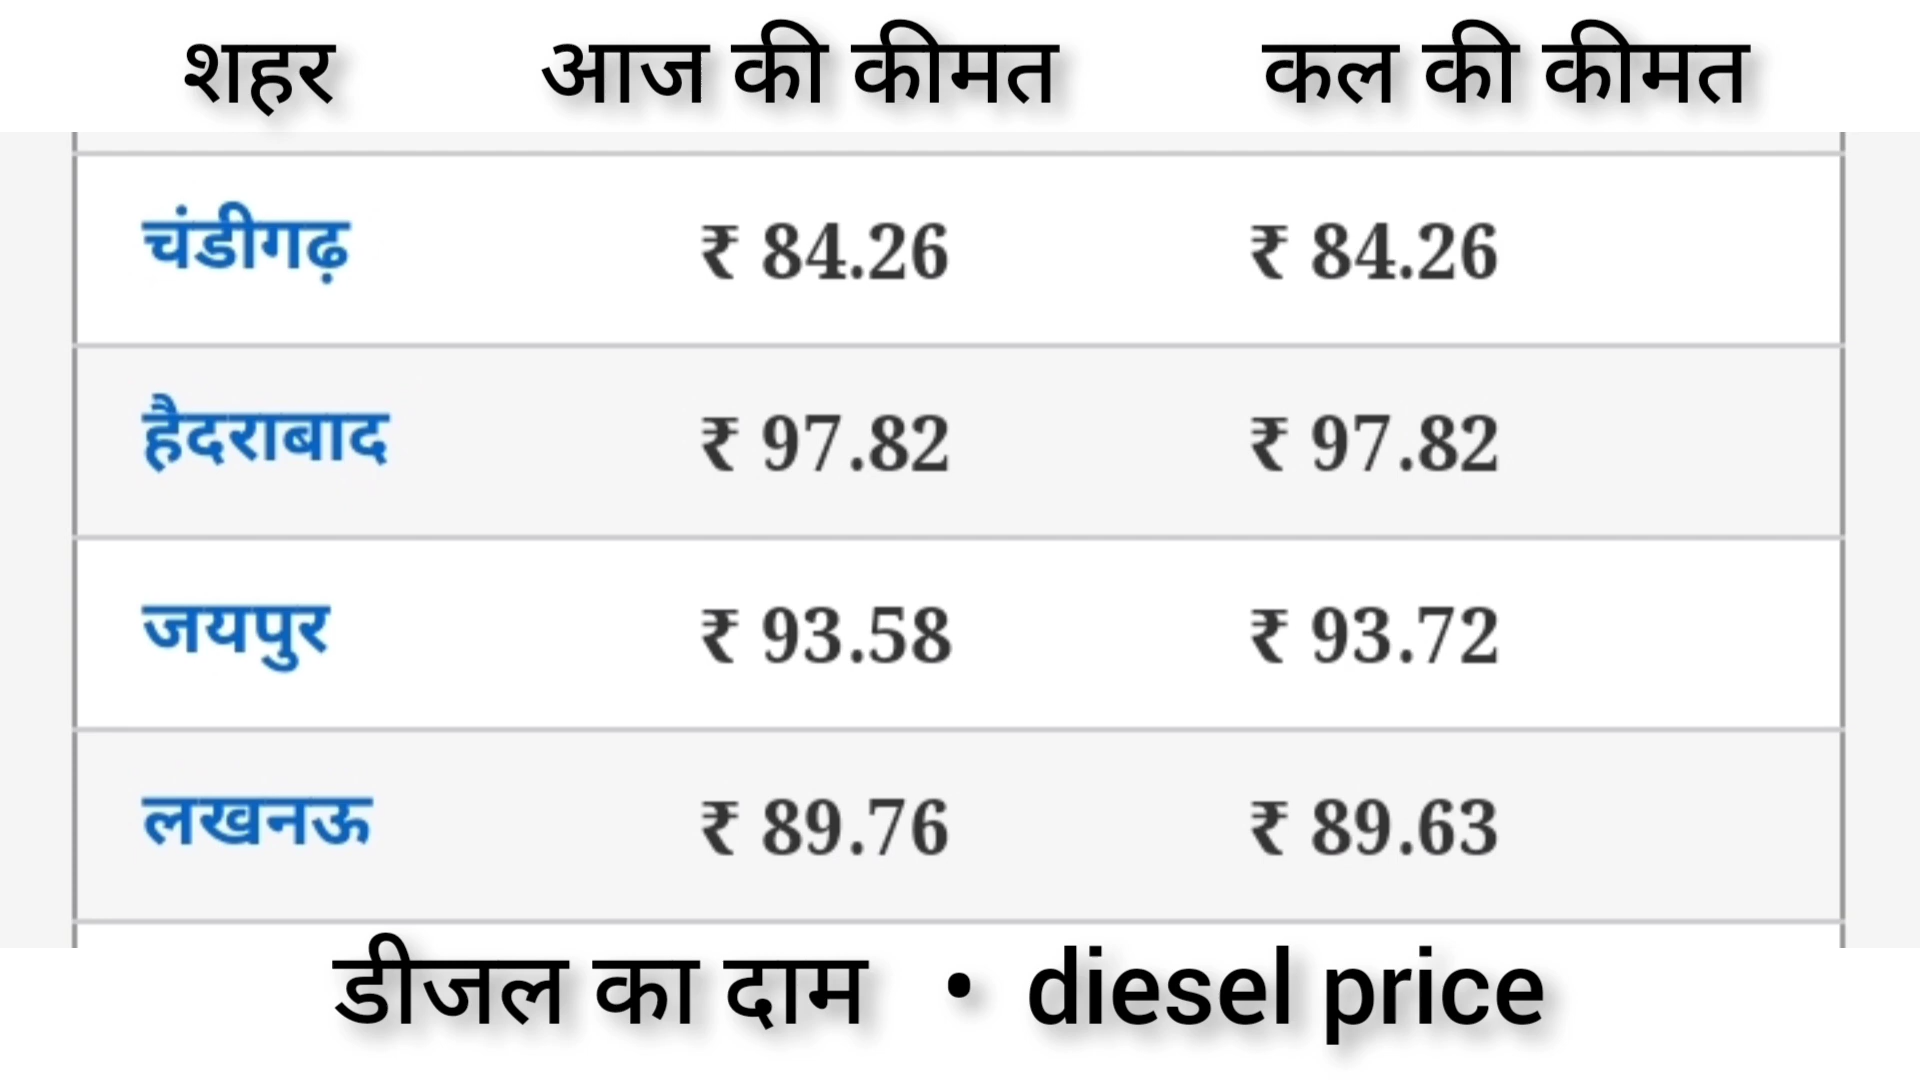 शहर आज की कीमत कल की कीमत
चंडीगढ़ ₹ 84.26 ₹ 84.26
हैदराबाद ₹ 97.82 ₹ 97.82
जयपुर ₹ 93.58 ₹ 93.72
लखनऊ ₹ 89.76 ₹ 89.63
डीजल का दाम • diesel price